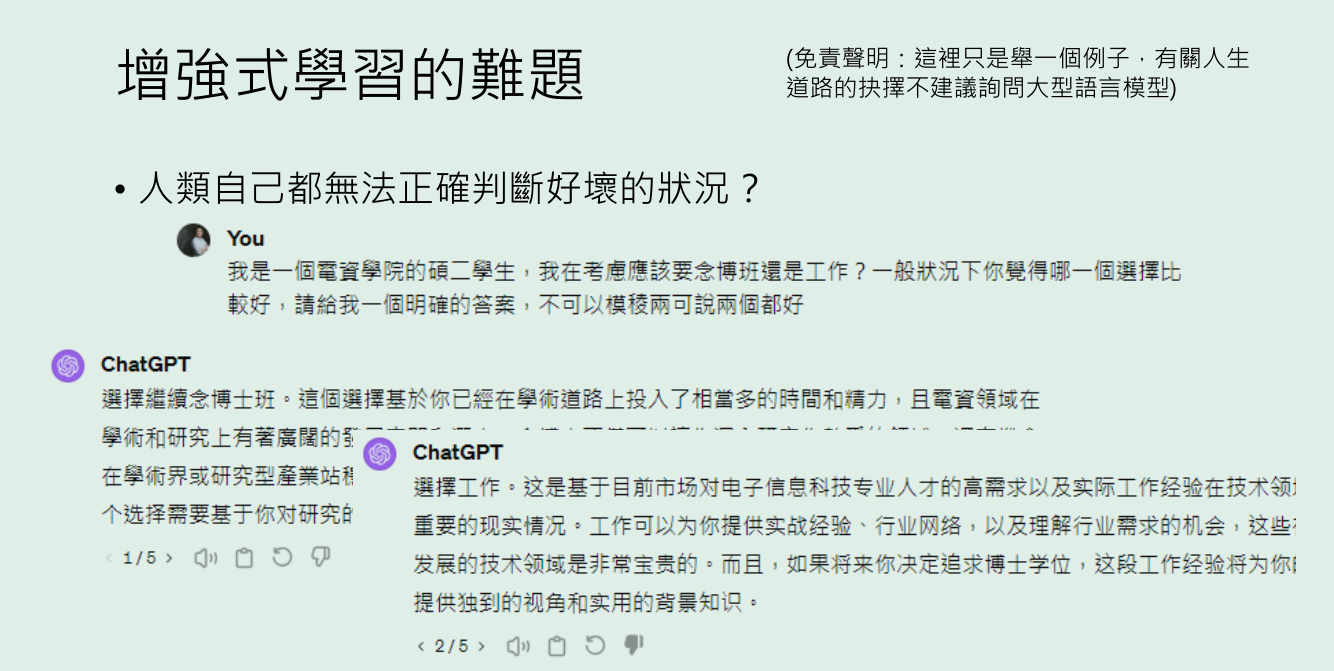 增強式學習的難題
(免責聲明：這裡只是舉一個例子，有關人生
道路的抉擇不建議詢問大型語言模型)
• 人類自己都無法正確判斷好壞的狀況？
You
我是一個電資學院的碩二學生，我在考慮應該要念博班還是工作？一般狀況下你覺得哪一個選擇比
較好，請給我一個明確的答案，不可以模稜兩可說兩個都好
ChatGPT
選擇繼續念博士班。這個選擇基於你已經在學術道路上投入了相當多的時間和精力，且電資領域在
學術和研究上有著廣闊的
在學術界或研究型產業站
个选择需要基于你对研究的
1/5
ChatGPT
選擇工作。这是基于目前市场对电子信息科技专业人才的高需求以及实际工作经验在技术领
重要的现实情况。工作可以为你提供实战经验、行业网络，以及理解行业需求的机会，这些
发展的技术领域是非常宝贵的。而且，如果将来你决定追求博士学位，这段工作经验将为你
提供独到的视角和实用的背景知识。
2/5